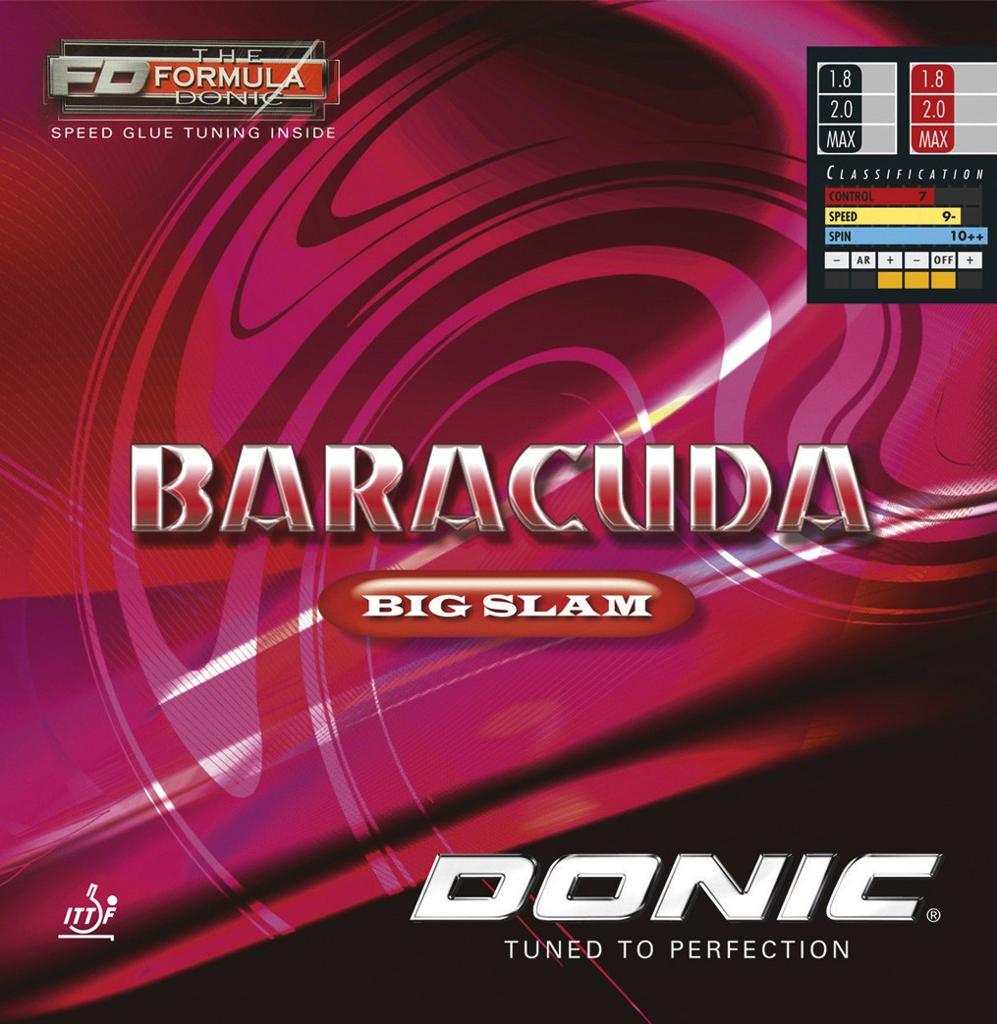 THE
FD FORMULA
DONIC
SPEED GLUE TUNING INSIDE
1.8 1.8
2.0 2.0
MAX MAX
CLASSIFICATION
CONTROL 7
SPEED 9-
SPIN 10++
- AR + - OFF +
BARACUDA
BIG SLAM
DONIC®
TUNED TO PERFECTION
ITTF